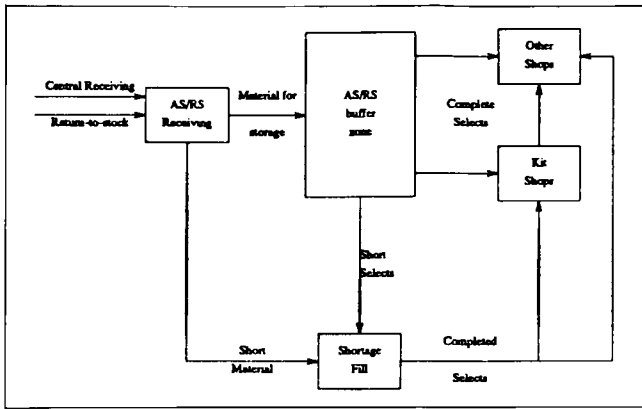 Central Receiving
Return-to-stock
AS/RS
Receiving
Material for
storage
AS/RS
buffer
zone
Complete
Selects
Other
Shops
Kit
Shops
Short
Selects
Short
Material
Shortage
Fill
Completed
Selects